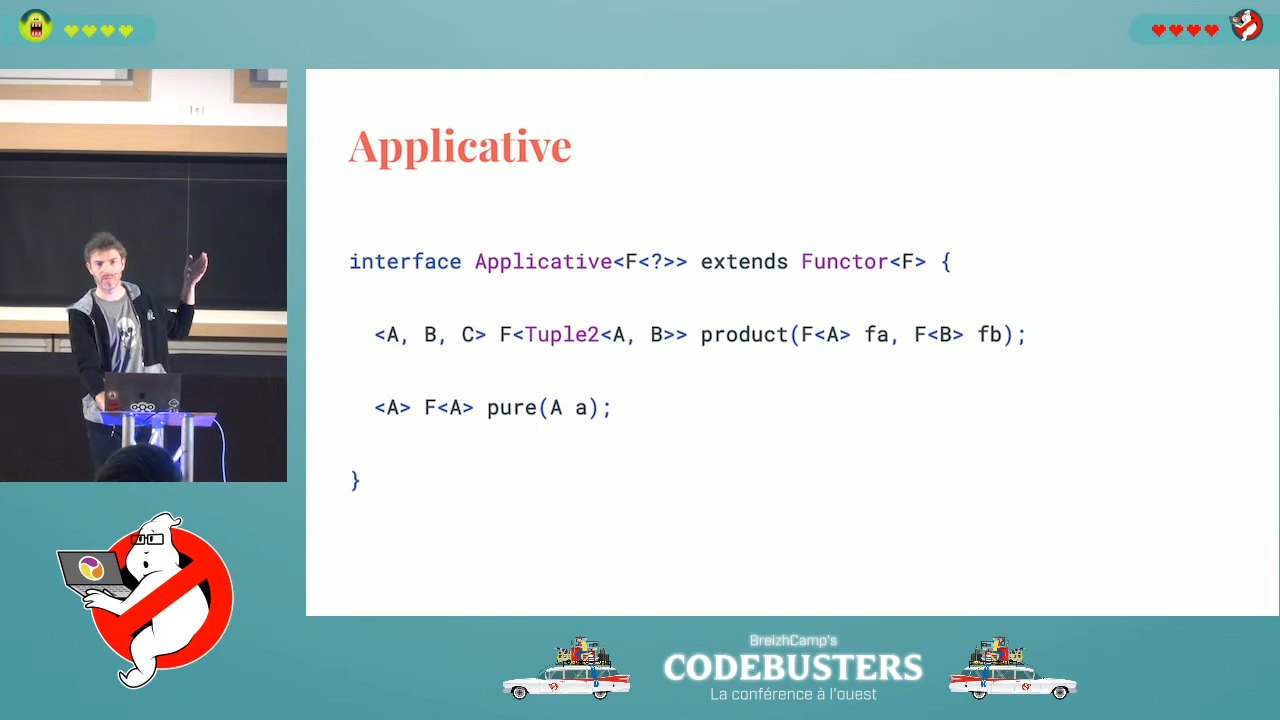 Applicative
interface Applicative<F<?>> extends Functor<F> {
<A, B, C> F<Tuple2<A, B>> product(F<A> fa, F<B> fb);
<A> F<A> pure(A a);
}
BreizhCamp's
CODEBUSTERS
La conférence à l'ouest